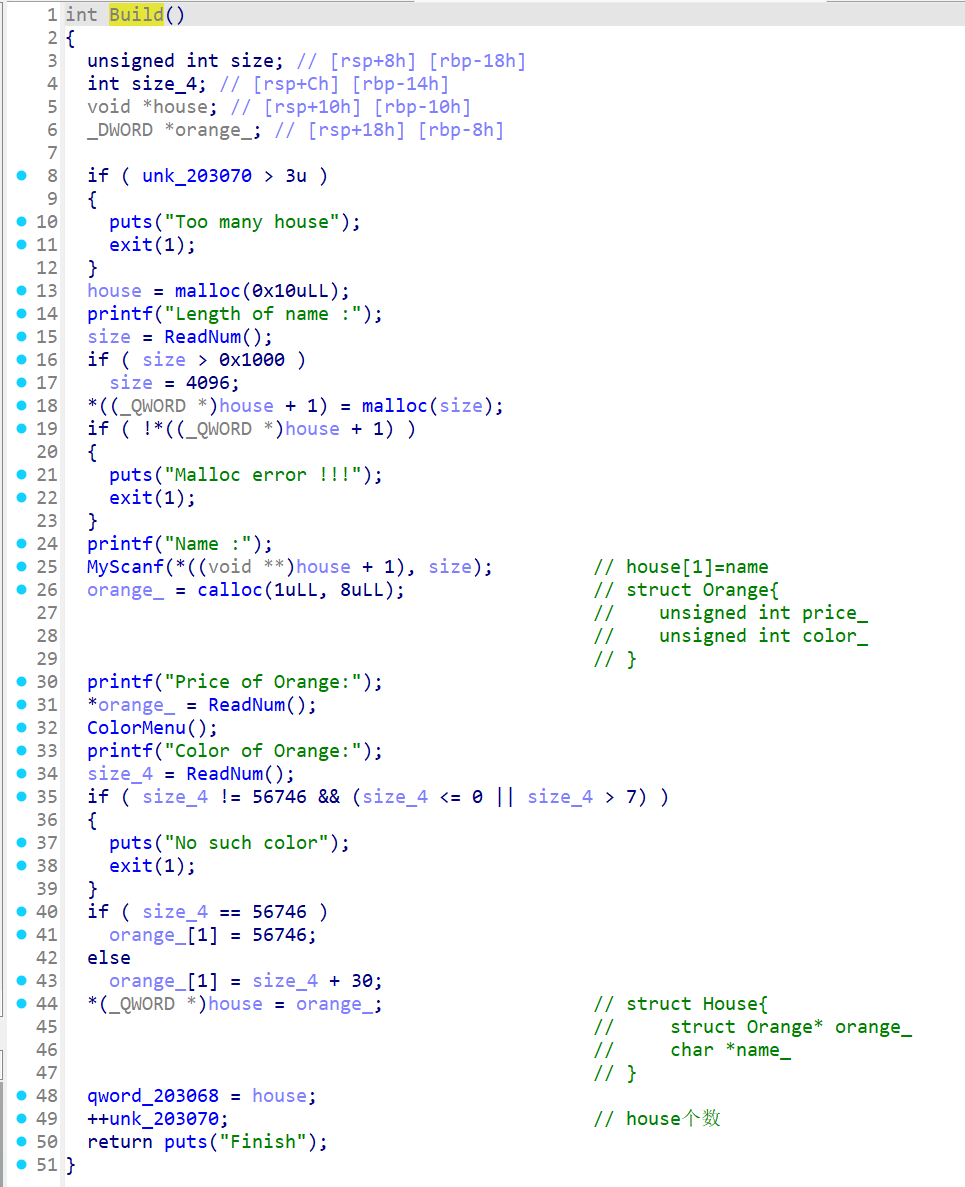 1 int Build()
2 {
3   unsigned int size; // [rsp+8h] [rbp-18h]
4   int size_4; // [rsp+Ch] [rbp-14h]
5   void *house; // [rsp+10h] [rbp-10h]
6   _DWORD *orange_; // [rsp+18h] [rbp-8h]
7
8   if ( unk_203070 > 3u )
9   {
10     puts("Too many house");
11     exit(1);
12   }
13   house = malloc(0x10uLL);
14   printf("Length of name :");
15   size = ReadNum();
16   if ( size > 0x1000 )
17     size = 4096;
18   *((_QWORD *)house + 1) = malloc(size);
19   if ( !*((_QWORD *)house + 1) )
20   {
21     puts("Malloc error !!!");
22     exit(1);
23   }
24   printf("Name :");
25   MyScanf(*((void **)house + 1), size);         // house[1]=name
26   orange_ = calloc(1uLL, 8uLL);                 // struct Orange{
27                                                 //    unsigned int price_
28                                                 //    unsigned int color_
29                                                 // }
30   printf("Price of Orange:");
31   *orange_ = ReadNum();
32   ColorMenu();
33   printf("Color of Orange:");
34   size_4 = ReadNum();
35   if ( size_4 != 56746 && (size_4 <= 0 || size_4 > 7) )
36   {
37     puts("No such color");
38     exit(1);
39   }
40   if ( size_4 == 56746 )
41     orange_[1] = 56746;
42   else
43     orange_[1] = size_4 + 30;
44   *(_QWORD *)house = orange_;                   // struct House{
45                                                 //     struct Orange* orange_
46                                                 //     char *name_
47                                                 // }
48   qword_203068 = house;
49   ++unk_203070;                                 // house个数
50   return puts("Finish");
51 }